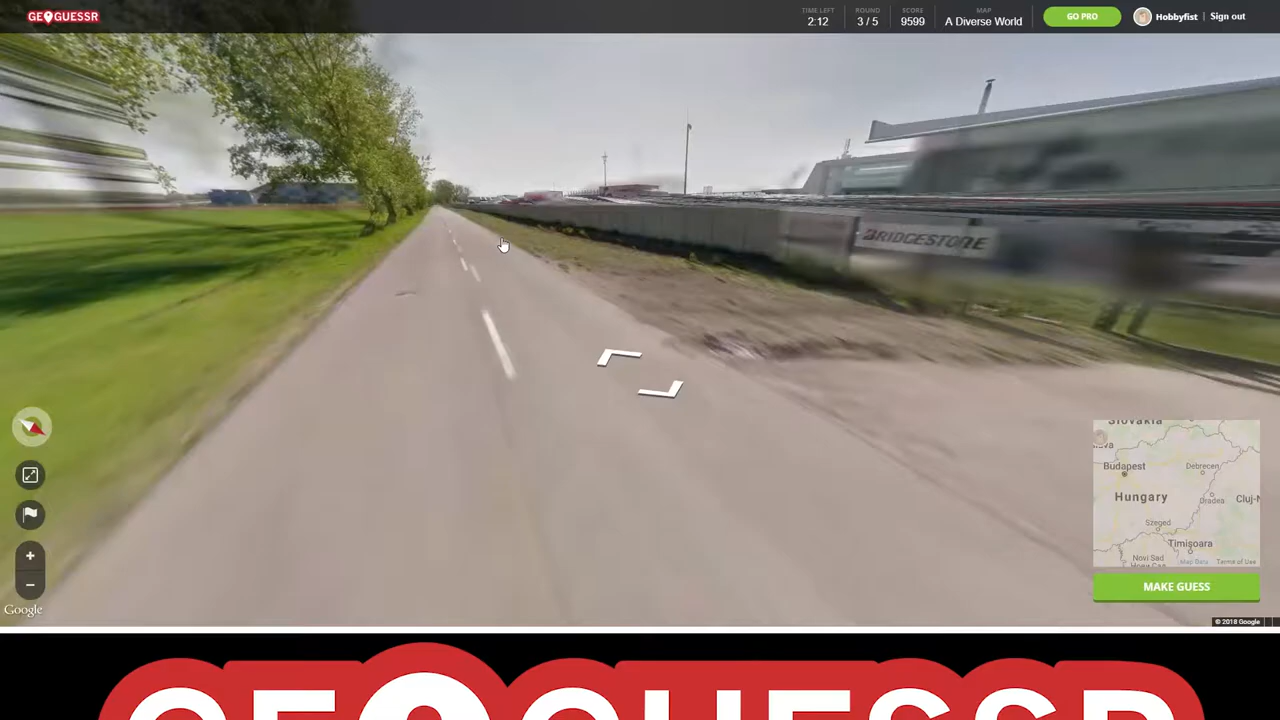 GEOGUESSR
TIME LEFT
2:12
ROUND
3 / 5
SCORE
9599
MAP
A Diverse World
GO PRO
Hobbyfist
Sign out
BRIDGESTONE
Slovakia
Budapest
Debrecen
Hungary
Oradea
Cluj-N
Szeged
Timișoara
Novi Sad
Terms of Use
MAKE GUESS
+
−
Google
© 2018 Google
GEOGUESSR